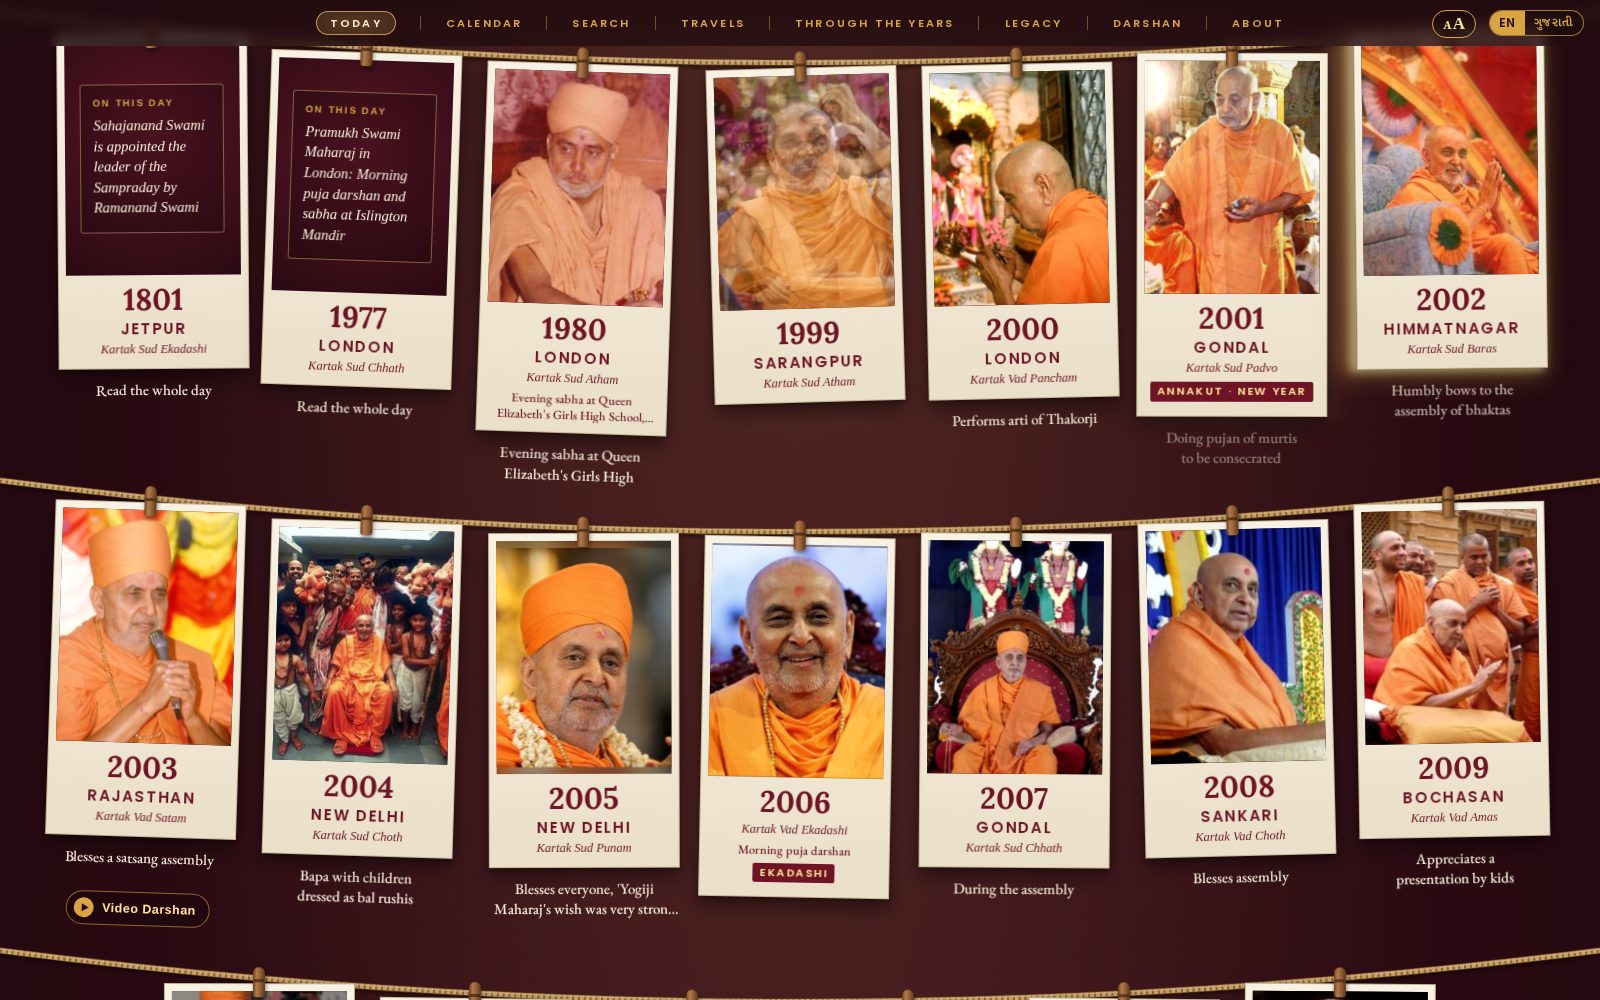 TODAY
CALENDAR
SEARCH
TRAVELS
THROUGH THE YEARS
LEGACY
DARSHAN
ABOUT
AA
EN
ગુજરાતી
ON THIS DAY
Sahajanand Swami
is appointed the
leader of the
Sampraday by
Ramanand Swami
1801
JETPUR
Kartak Sud Ekadashi
Read the whole day
ON THIS DAY
Pramukh Swami
Maharaj in
London: Morning
puja darshan and
sabha at Islington
Mandir
1977
LONDON
Kartak Sud Chhath
Read the whole day
1980
LONDON
Kartak Sud Atham
Evening sabha at Queen
Elizabeth's Girls High School,...
Evening sabha at Queen
Elizabeth's Girls High
1999
SARANGPUR
Kartak Sud Atham
2000
LONDON
Kartak Vad Pancham
Performs arti of Thakorji
2001
GONDAL
Kartak Sud Padvo
ANNAKUT · NEW YEAR
Doing pujan of murtis
to be consecrated
2002
HIMMATNAGAR
Kartak Sud Baras
Humbly bows to the
assembly of bhaktas
2003
RAJASTHAN
Kartak Vad Satam
Blesses a satsang assembly
Video Darshan
2004
NEW DELHI
Kartak Sud Choth
Bapa with children
dressed as bal rushis
2005
NEW DELHI
Kartak Sud Punam
Blesses everyone, 'Yogiji
Maharaj's wish was very stron...
2006
Kartak Vad Ekadashi
Morning puja darshan
EKADASHI
2007
GONDAL
Kartak Sud Chhath
During the assembly
2008
SANKARI
Kartak Vad Choth
Blesses assembly
2009
BOCHASAN
Kartak Vad Amas
Appreciates a
presentation by kids